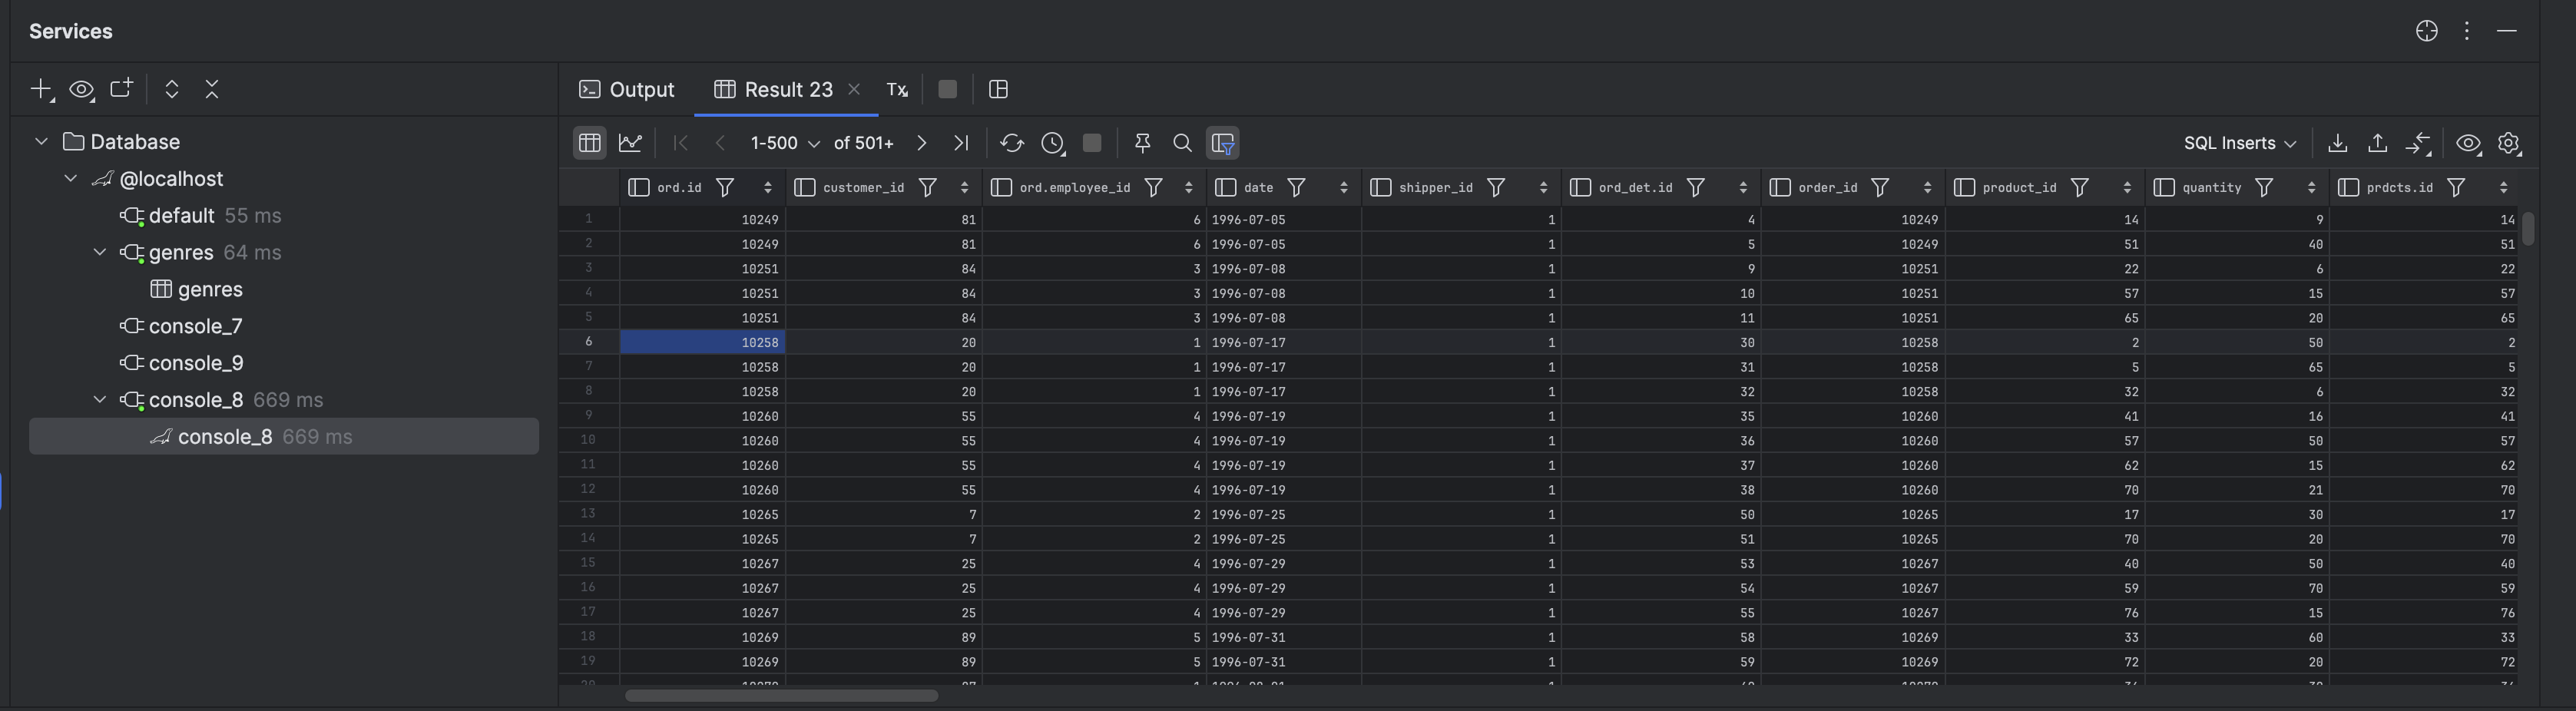 Services
Output Result 23 Tx
Database
1-500 of 501+ SQL Inserts
@localhost
default 55 ms
genres 64 ms
genres
console_7
console_9
console_8 669 ms
console_8 669 ms
ord.id customer_id ord.employee_id date shipper_id ord_det.id order_id product_id quantity prdcts.id
1 10249 81 6 1996-07-05 1 4 10249 14 9 14
2 10249 81 6 1996-07-05 1 5 10249 51 40 51
3 10251 84 3 1996-07-08 1 9 10251 22 6 22
4 10251 84 3 1996-07-08 1 10 10251 57 15 57
5 10251 84 3 1996-07-08 1 11 10251 65 20 65
6 10258 20 1 1996-07-17 1 30 10258 2 50 2
7 10258 20 1 1996-07-17 1 31 10258 5 65 5
8 10258 20 1 1996-07-17 1 32 10258 32 6 32
9 10260 55 4 1996-07-19 1 35 10260 41 16 41
10 10260 55 4 1996-07-19 1 36 10260 57 50 57
11 10260 55 4 1996-07-19 1 37 10260 62 15 62
12 10260 55 4 1996-07-19 1 38 10260 70 21 70
13 10265 7 2 1996-07-25 1 50 10265 17 30 17
14 10265 7 2 1996-07-25 1 51 10265 70 20 70
15 10267 25 4 1996-07-29 1 53 10267 40 50 40
16 10267 25 4 1996-07-29 1 54 10267 59 70 59
17 10267 25 4 1996-07-29 1 55 10267 76 15 76
18 10269 89 5 1996-07-31 1 58 10269 33 60 33
19 10269 89 5 1996-07-31 1 59 10269 72 20 72